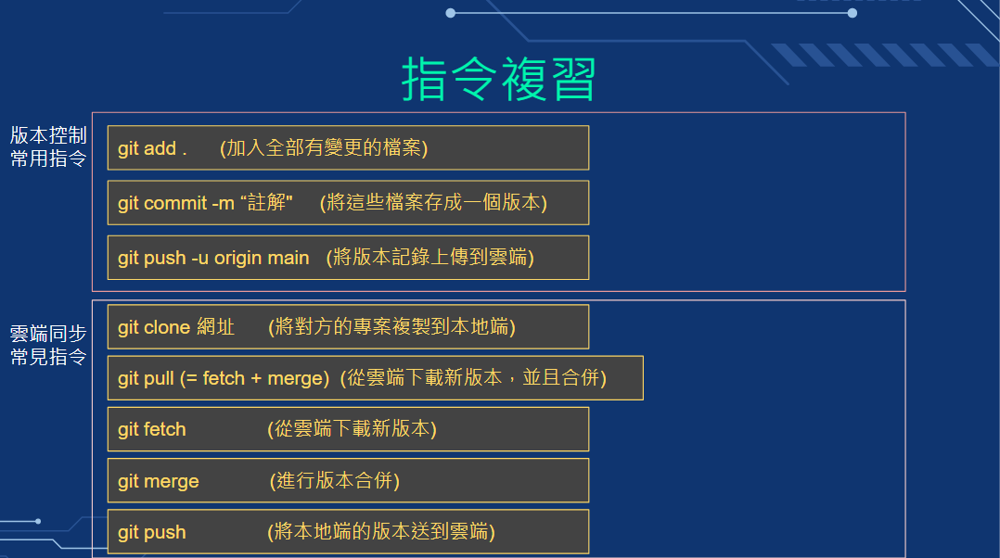 指令複習
版本控制
常用指令
git add . (加入全部有變更的檔案)
git commit -m “註解" (將這些檔案存成一個版本)
git push -u origin main (將版本記錄上傳到雲端)
雲端同步
常見指令
git clone 網址 (將對方的專案複製到本地端)
git pull (= fetch + merge) (從雲端下載新版本，並且合併)
git fetch (從雲端下載新版本)
git merge (進行版本合併)
git push (將本地端的版本送到雲端)